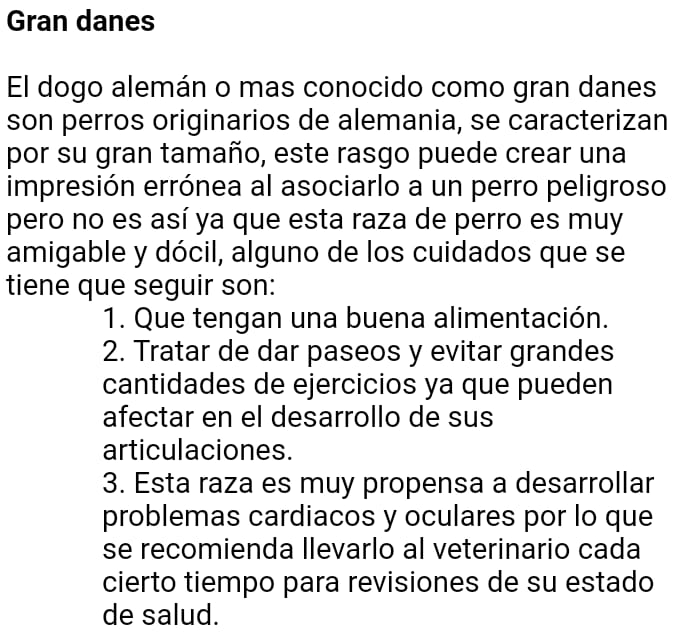 Gran danes
El dogo alemán o mas conocido como gran danes
son perros originarios de alemania, se caracterizan
por su gran tamaño, este rasgo puede crear una
impresión errónea al asociarlo a un perro peligroso
pero no es así ya que esta raza de perro es muy
amigable y dócil, alguno de los cuidados que se
tiene que seguir son:
1. Que tengan una buena alimentación.
2. Tratar de dar paseos y evitar grandes
cantidades de ejercicios ya que pueden
afectar en el desarrollo de sus
articulaciones.
3. Esta raza es muy propensa a desarrollar
problemas cardiacos y oculares por lo que
se recomienda llevarlo al veterinario cada
cierto tiempo para revisiones de su estado
de salud.